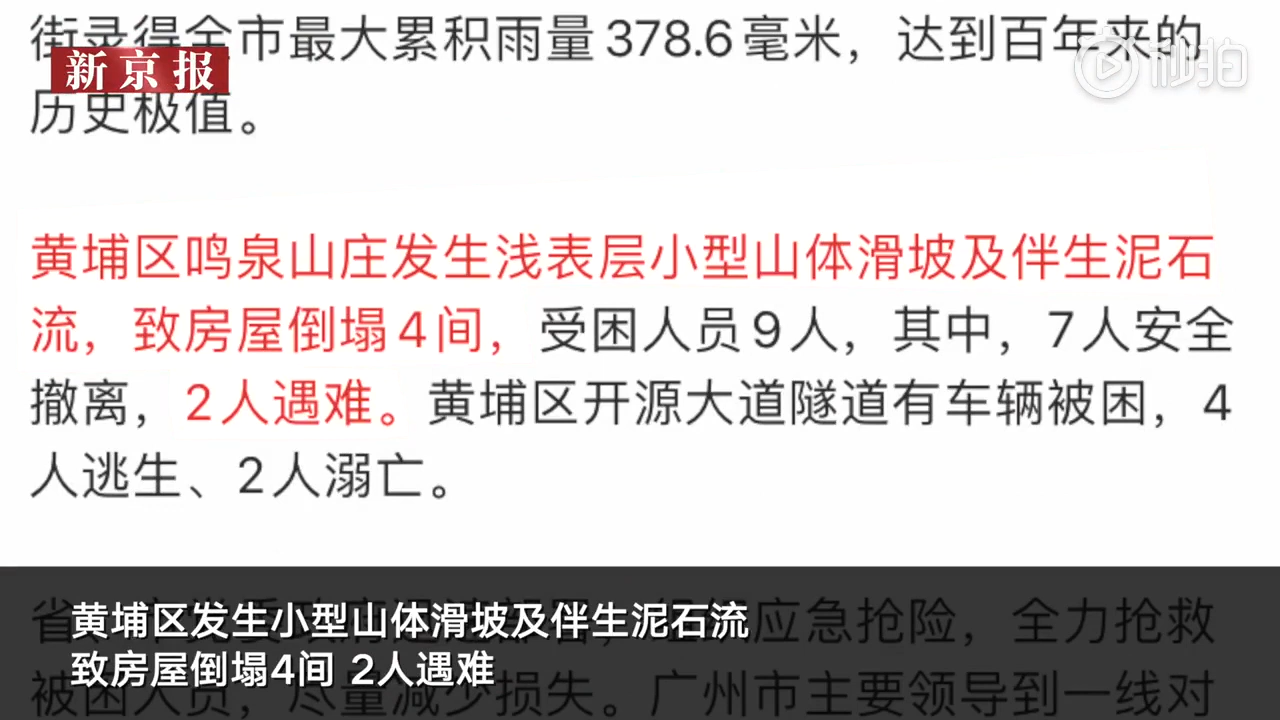 街录得全市最大累积雨量378.6毫米，达到百年来的
新京报
秒拍
历史极值。
黄埔区鸣泉山庄发生浅表层小型山体滑坡及伴生泥石
流，致房屋倒塌4间，受困人员9人，其中，7人安全
撤离，2人遇难。黄埔区开源大道隧道有车辆被困，4
人逃生、2人溺亡。
黄埔区发生小型山体滑坡及伴生泥石流
致房屋倒塌4间 2人遇难
应急抢险，全力抢救
被困人员，尽量减少损失。广州市主要领导到一线对